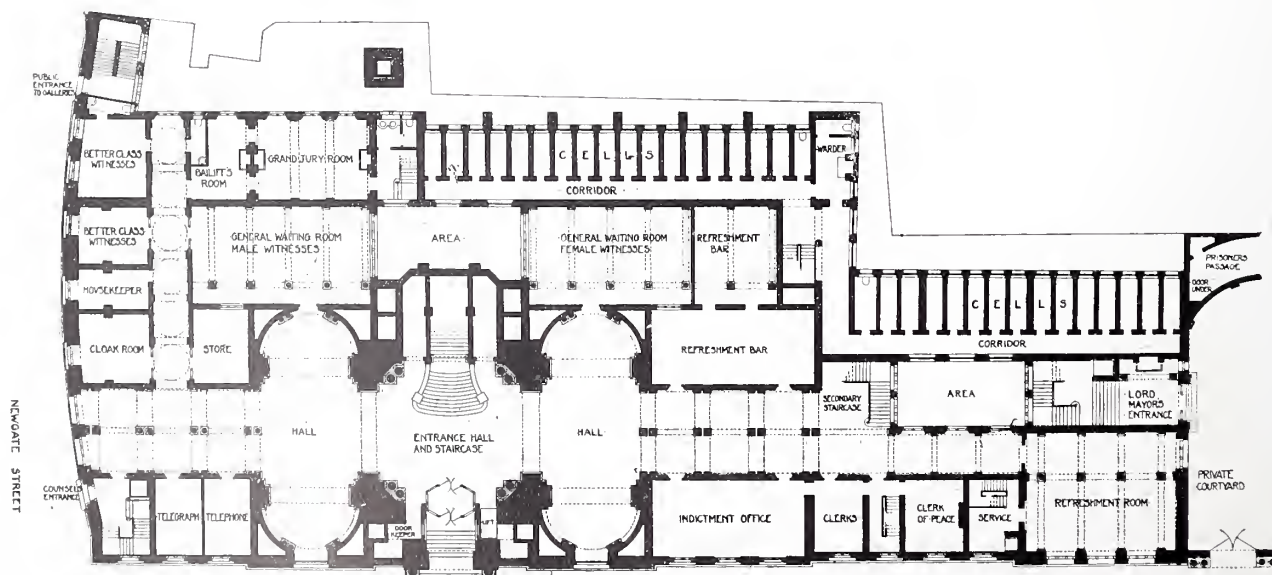 PUBLIC
ENTRANCE
TO GALLERIES
BETTER CLASS
WITNESSES
BAILIFF'S
ROOM
GRAND JURY ROOM
CELLS
WARDER
CORRIDOR
BETTER CLASS
WITNESSES
GENERAL WAITING ROOM
MALE WITNESSES
AREA
GENERAL WAITING ROOM
FEMALE WITNESSES
REFRESHMENT
BAR
PRISONERS
PASSAGE
DOOR
UNDER
HOUSEKEEPER
CELLS
CORRIDOR
CLOAK ROOM
STORE
REFRESHMENT BAR
SECONDARY
STAIRCASE
AREA
LORD
MAYORS
ENTRANCE
NEWGATE STREET
HALL
ENTRANCE HALL
AND STAIRCASE
HALL
COUNSELS
ENTRANCE
TELEGRAPH
TELEPHONE
DOOR
KEEPER
LIFT
INDICTMENT OFFICE
CLERKS
CLERK
OF PEACE
SERVICE
REFRESHMENT ROOM
PRIVATE
COURTYARD